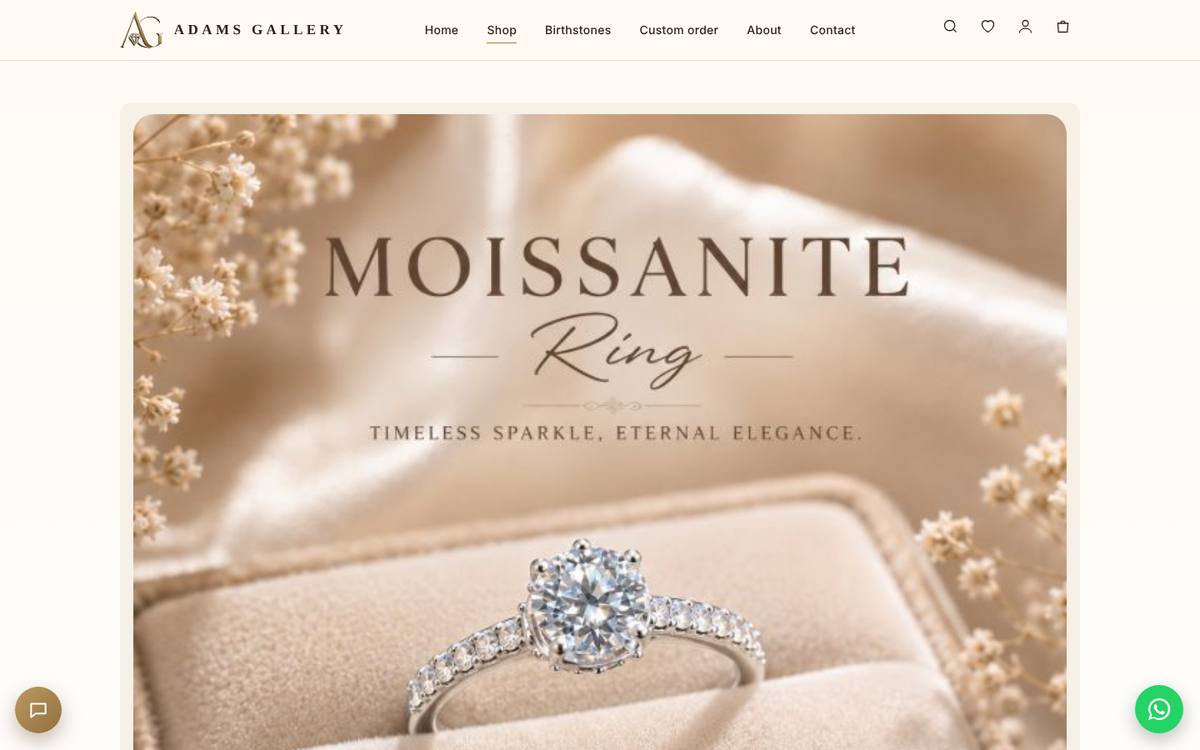 AG ADAMS GALLERY
Home Shop Birthstones Custom order About Contact
MOISSANITE
Ring
TIMELESS SPARKLE, ETERNAL ELEGANCE.